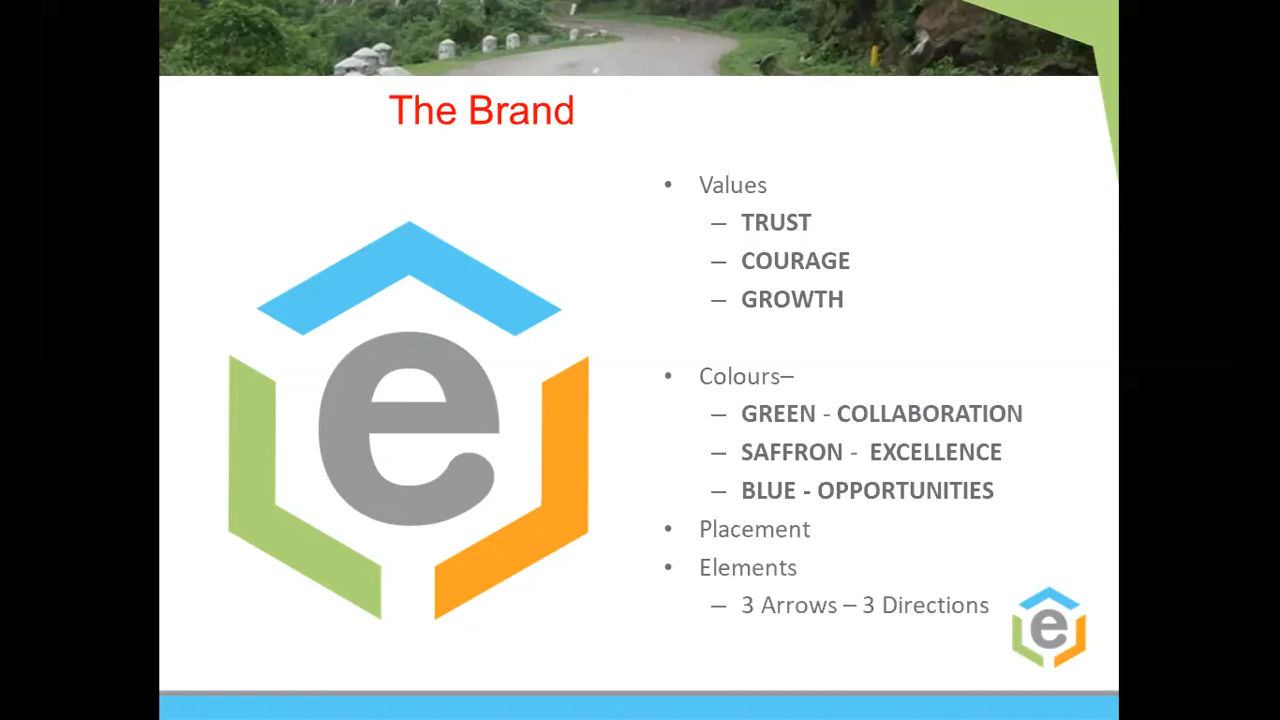 The Brand
e
• Values
– TRUST
– COURAGE
– GROWTH
• Colours–
– GREEN - COLLABORATION
– SAFFRON - EXCELLENCE
– BLUE - OPPORTUNITIES
• Placement
• Elements
– 3 Arrows – 3 Directions
e